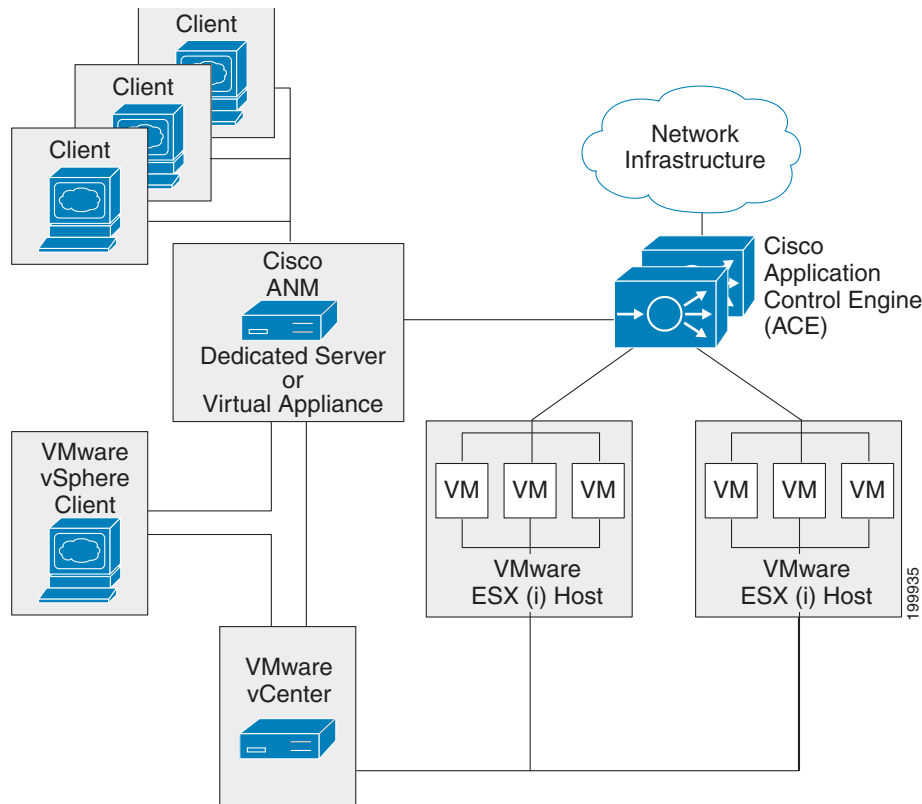 Client
Client
Client
Network
Infrastructure
Cisco
ANM
Dedicated Server
or
Virtual Appliance
Cisco
Application
Control Engine
(ACE)
VMware
vSphere
Client
VM VM VM
VMware
ESX (i) Host
VM VM VM
VMware
ESX (i) Host
199935
VMware
vCenter